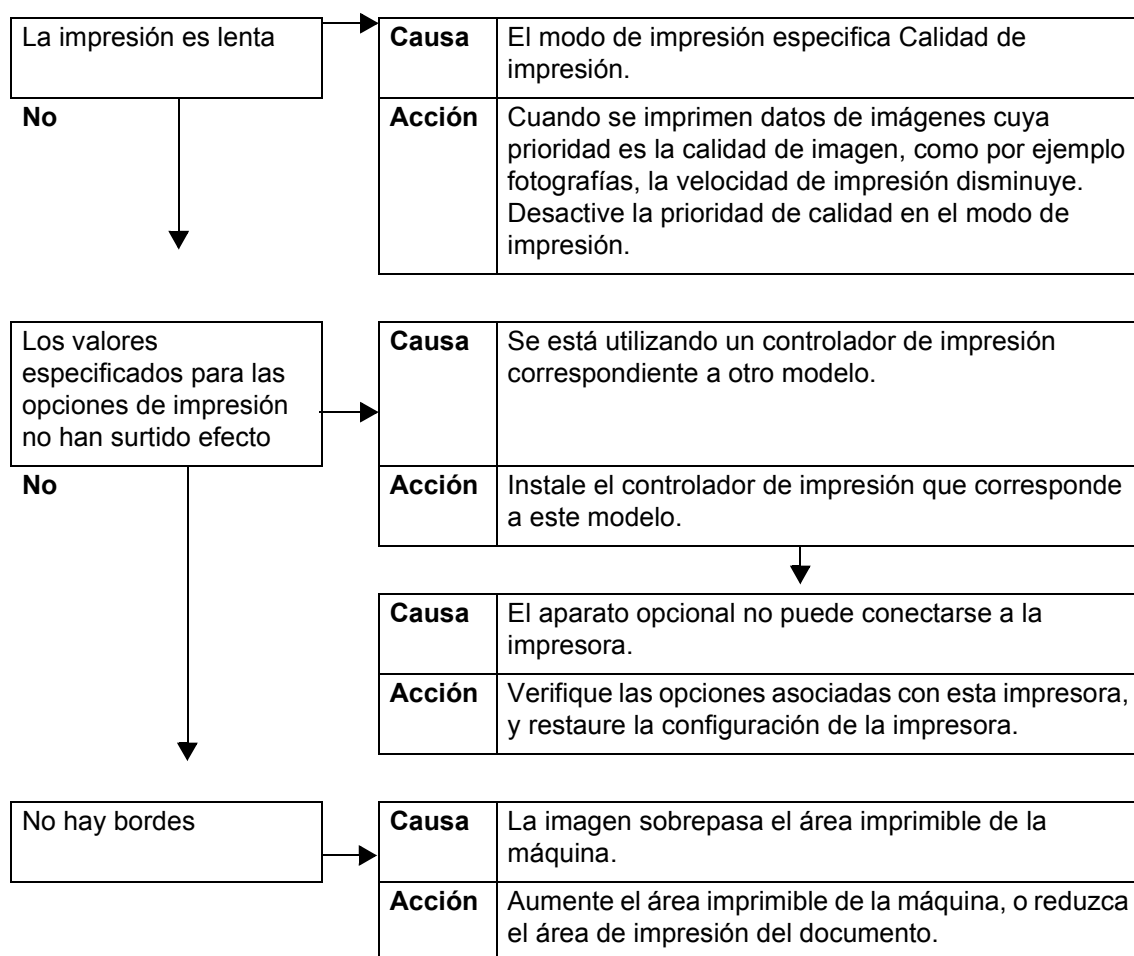 La impresión es lenta
Causa
El modo de impresión especifica Calidad de
impresión.
No
Acción
Cuando se imprimen datos de imágenes cuya
prioridad es la calidad de imagen, como por ejemplo
fotografías, la velocidad de impresión disminuye.
Desactive la prioridad de calidad en el modo de
impresión.
Los valores
especificados para las
opciones de impresión
no han surtido efecto
Causa
Se está utilizando un controlador de impresión
correspondiente a otro modelo.
No
Acción
Instale el controlador de impresión que corresponde
a este modelo.
Causa
El aparato opcional no puede conectarse a la
impresora.
Acción
Verifique las opciones asociadas con esta impresora,
y restaure la configuración de la impresora.
No hay bordes
Causa
La imagen sobrepasa el área imprimible de la
máquina.
Acción
Aumente el área imprimible de la máquina, o reduzca
el área de impresión del documento.